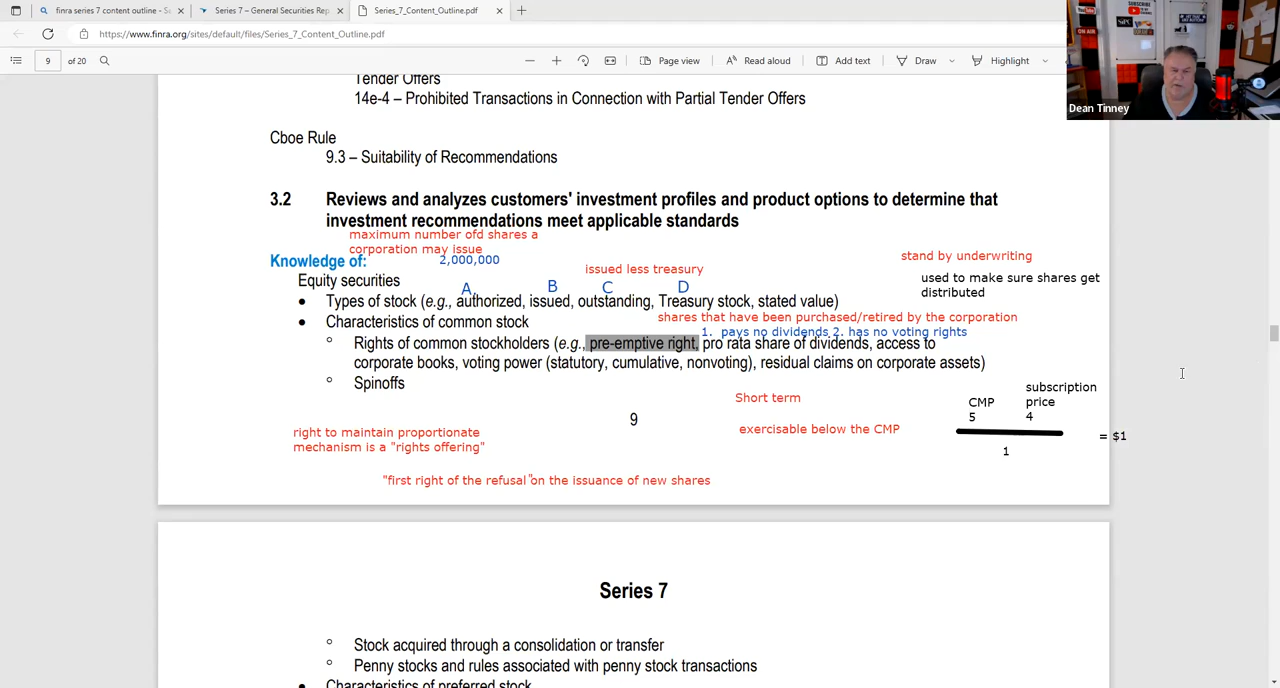 finra series 7 content outline - Se
Series 7 – General Securities Rep
Series_7_Content_Outline.pdf
https://www.finra.org/sites/default/files/Series_7_Content_Outline.pdf
9 of 20
Page view
Read aloud
Add text
Draw
Highlight
SUBSCRIBE
ON AIR
Dean Tinney
Tender Offers
14e-4 – Prohibited Transactions in Connection with Partial Tender Offers
Cboe Rule
9.3 – Suitability of Recommendations
3.2 Reviews and analyzes customers' investment profiles and product options to determine that
investment recommendations meet applicable standards
maximum number ofd shares a
corporation may issue
Knowledge of:
2,000,000
stand by underwriting
issued less treasury
used to make sure shares get
distributed
Equity securities
A, B C D
• Types of stock (e.g., authorized, issued, outstanding, Treasury stock, stated value)
shares that have been purchased/retired by the corporation
• Characteristics of common stock
1. pays no dividends 2. has no voting rights
° Rights of common stockholders (e.g., pre-emptive right, pro rata share of dividends, access to
corporate books, voting power (statutory, cumulative, nonvoting), residual claims on corporate assets)
° Spinoffs
Short term
subscription
CMP price
5 4
9
right to maintain proportionate
mechanism is a "rights offering"
exercisable below the CMP
= $1
1
"first right of the refusal"on the issuance of new shares
Series 7
° Stock acquired through a consolidation or transfer
° Penny stocks and rules associated with penny stock transactions
• Characteristics of preferred stock